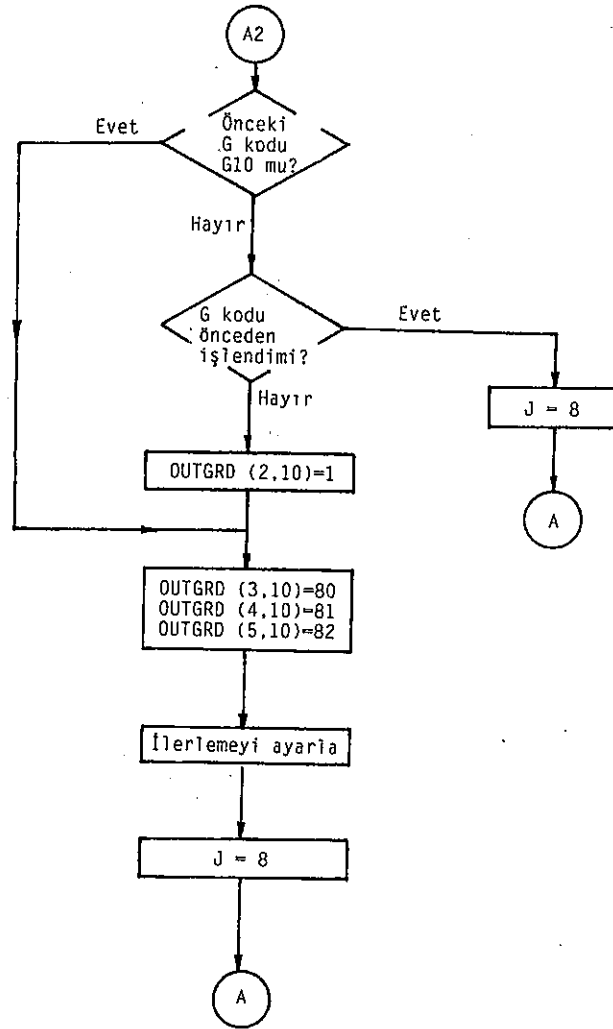 A2
Önceki
G kodu
G10 mu?
Evet
Hayır
G kodu
önceden
işlendimi?
Evet
Hayır
J = 8
A
OUTGRD (2,10)=1
OUTGRD (3,10)=80
OUTGRD (4,10)=81
OUTGRD (5,10)=82
İlerlemeyi ayarla
J = 8
A